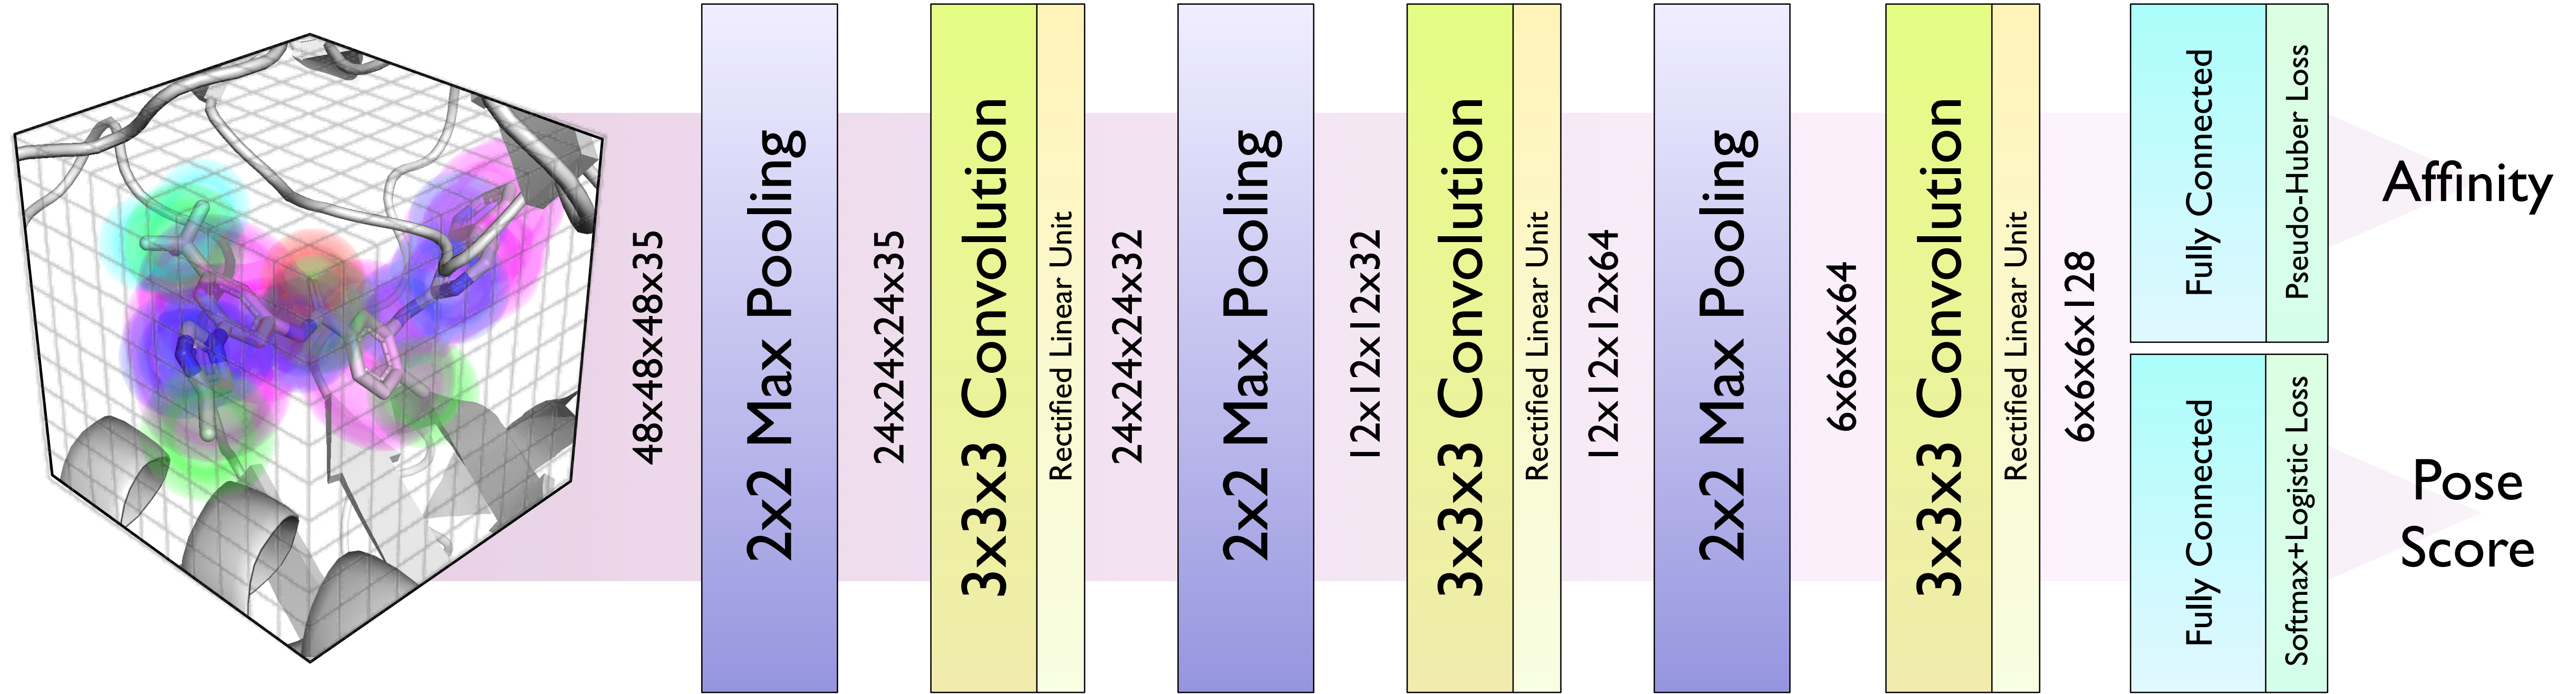 48x48x48x35
2x2 Max Pooling
24x24x24x35
3x3x3 Convolution
Rectified Linear Unit
24x24x24x32
2x2 Max Pooling
12x12x12x32
3x3x3 Convolution
Rectified Linear Unit
12x12x12x64
2x2 Max Pooling
6x6x6x64
3x3x3 Convolution
Rectified Linear Unit
6x6x6x128
Fully Connected
Pseudo-Huber Loss
Affinity
Fully Connected
Softmax+Logistic Loss
Pose
Score